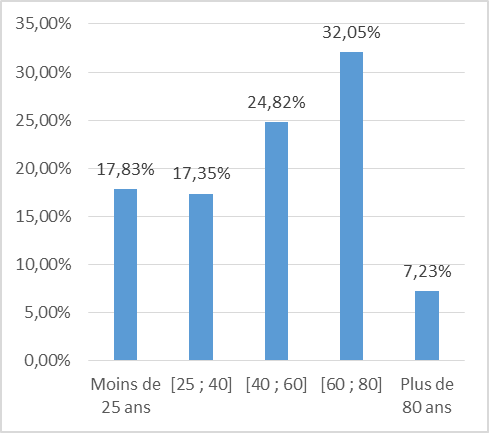 35,00%
30,00%
25,00%
20,00%
15,00%
10,00%
5,00%
0,00%
17,83%
17,35%
24,82%
32,05%
7,23%
Moins de
25 ans
[25 ; 40]
[40 ; 60]
[60 ; 80]
Plus de
80 ans